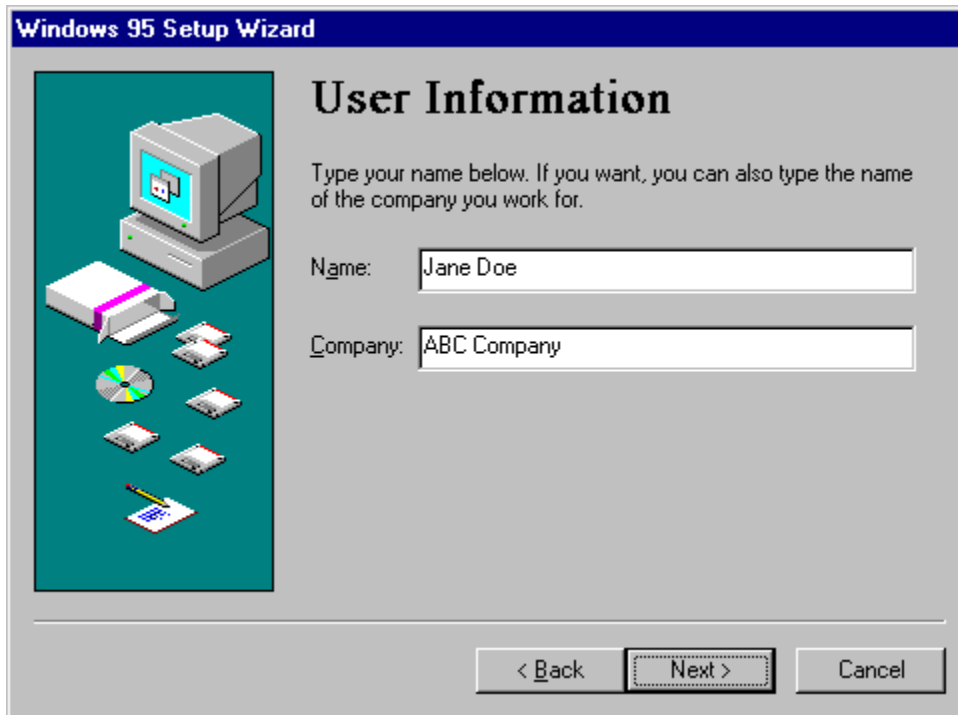 Windows 95 Setup Wizard
User Information
Type your name below. If you want, you can also type the name
of the company you work for.
Name: Jane Doe
Company: ABC Company
< Back Next > Cancel